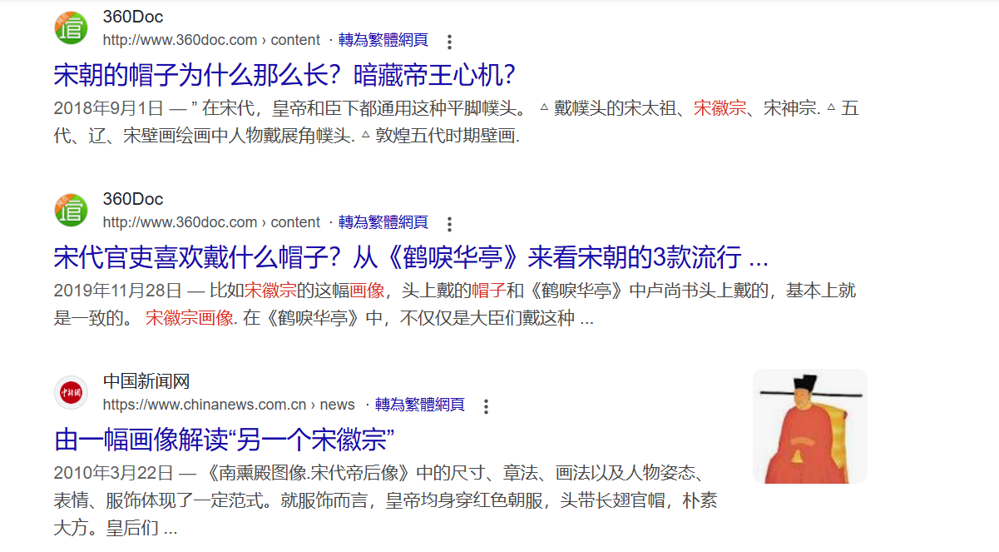 360Doc
http://www.360doc.com › content · 轉為繁體網頁
宋朝的帽子为什么那么长？暗藏帝王心机？
2018年9月1日 — ” 在宋代，皇帝和臣下都通用这种平脚幞头。 △ 戴幞头的宋太祖、宋徽宗、宋神宗. △ 五
代、辽、宋壁画绘画中人物戴展角幞头. △ 敦煌五代时期壁画.
360Doc
http://www.360doc.com › content · 轉為繁體網頁
宋代官吏喜欢戴什么帽子？从《鹤唳华亭》来看宋朝的3款流行 ...
2019年11月28日 — 比如宋徽宗的这幅画像，头上戴的帽子和《鹤唳华亭》中卢尚书头上戴的，基本上就
是一致的。 宋徽宗画像. 在《鹤唳华亭》中，不仅仅是大臣们戴这种 ...
中国新闻网
https://www.chinanews.com.cn › news · 轉為繁體網頁
由一幅画像解读“另一个宋徽宗”
2010年3月22日 — 《南熏殿图像.宋代帝后像》中的尺寸、章法、画法以及人物姿态、
表情、服饰体现了一定范式。就服饰而言，皇帝均身穿红色朝服，头带长翅官帽，朴素
大方。皇后们 ...